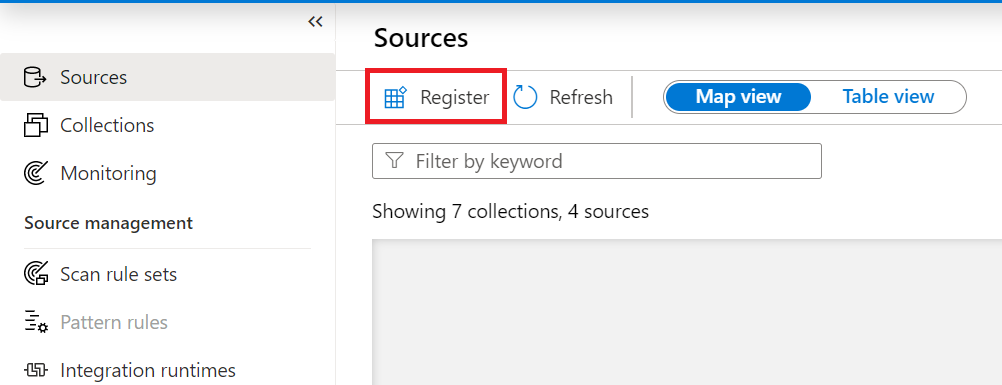 Sources
Collections
Monitoring
Source management
Scan rule sets
Pattern rules
Integration runtimes
Sources
Register Refresh Map view Table view
Filter by keyword
Showing 7 collections, 4 sources